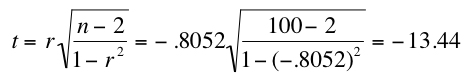 t = r√((n − 2)/(1 − r²)) = − .8052√((100 − 2)/(1 − (−.8052)²)) = −13.44